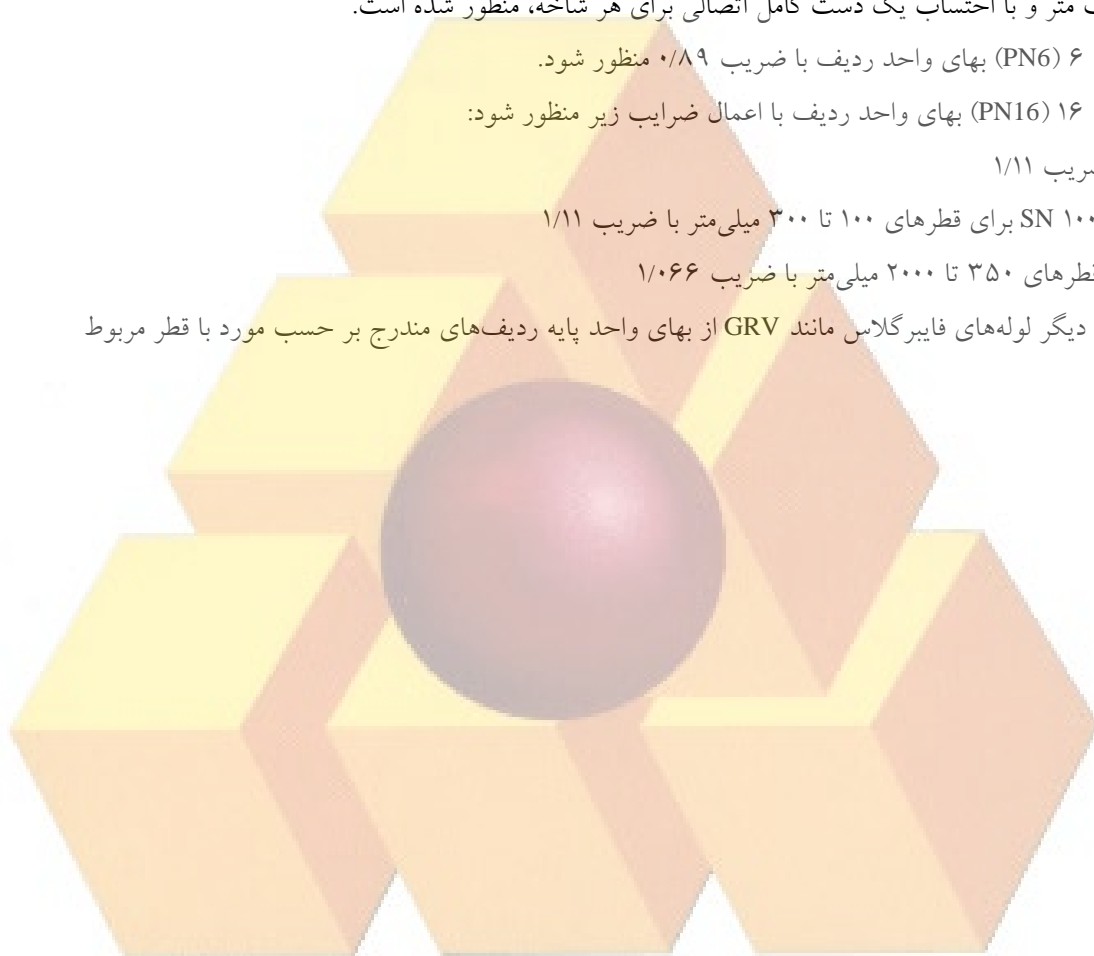 متر و با احتساب یک دست کامل اتصالی برای هر شاخه، منظور شده است.
۶ (PN6) بهای واحد ردیف با ضریب ۰/۸۹ منظور شود.
۱۶ (PN16) بهای واحد ردیف با اعمال ضرایب زیر منظور شود:
ضریب ۱/۱۱
SN برای قطرهای ۱۰۰ تا ۳۰۰ میلی‌متر با ضریب ۱/۱۱
قطرهای ۳۵۰ تا ۲۰۰۰ میلی‌متر با ضریب ۱/۰۶۶
دیگر لوله‌های فایبرگلاس مانند GRV از بهای واحد پایه ردیف‌های مندرج بر حسب مورد با قطر مربوط